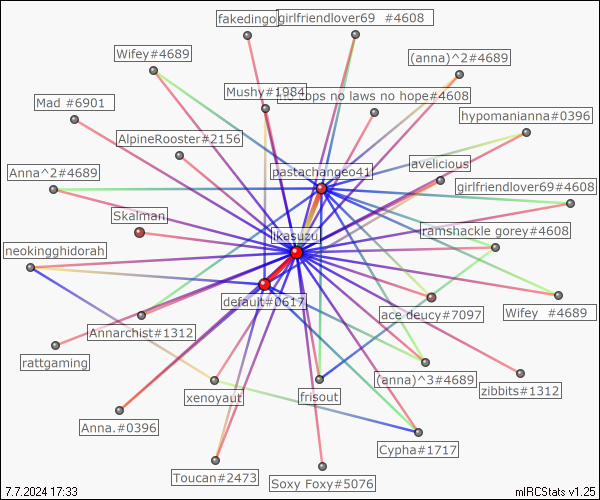 fakedingo
girlfriendlover69 #4608
Wifey#4689
(anna)^2#4689
Mushy#1984
no cops no laws no hope#4608
Mad #6901
hypomanianna#0396
AlpineRooster#2156
avelicious
Anna^2#4689
pastachangeo41
girlfriendlover69#4608
Skalman
ikasuzu
ramshackle gorey#4608
neokingghidorah
default#0617
ace deucy#7097
Wifey #4689
Annarchist#1312
rattgaming
(anna)^3#4689
zibbits#1312
xenoyaut
frisout
Anna.#0396
Cypha#1717
Toucan#2473
Soxy Foxy#5076
7.7.2024 17:33
mIRCStats v1.25